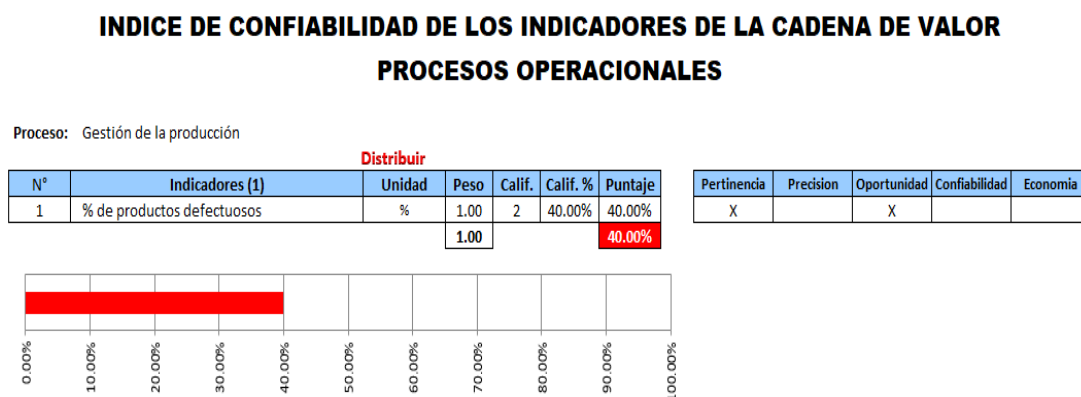 INDICE DE CONFIABILIDAD DE LOS INDICADORES DE LA CADENA DE VALOR
PROCESOS OPERACIONALES
Proceso: Gestión de la producción
Distribuir
N° Indicadores (1) Unidad Peso Calif. Calif. % Puntaje Pertinencia Precision Oportunidad Confiabilidad Economia
1 % de productos defectuosos % 1.00 2 40.00% 40.00% X X
1.00 40.00%
0.00% 10.00% 20.00% 30.00% 40.00% 50.00% 60.00% 70.00% 80.00% 90.00% 100.00%